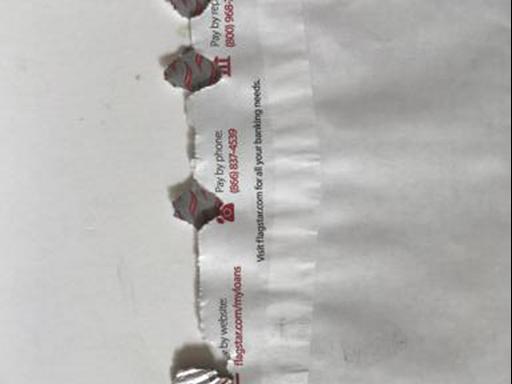 by website:
flagstar.com/myloans
Pay by phone:
(866) 837-4539
Pay by rep
(800) 968-
Visit flagstar.com for all your banking needs.